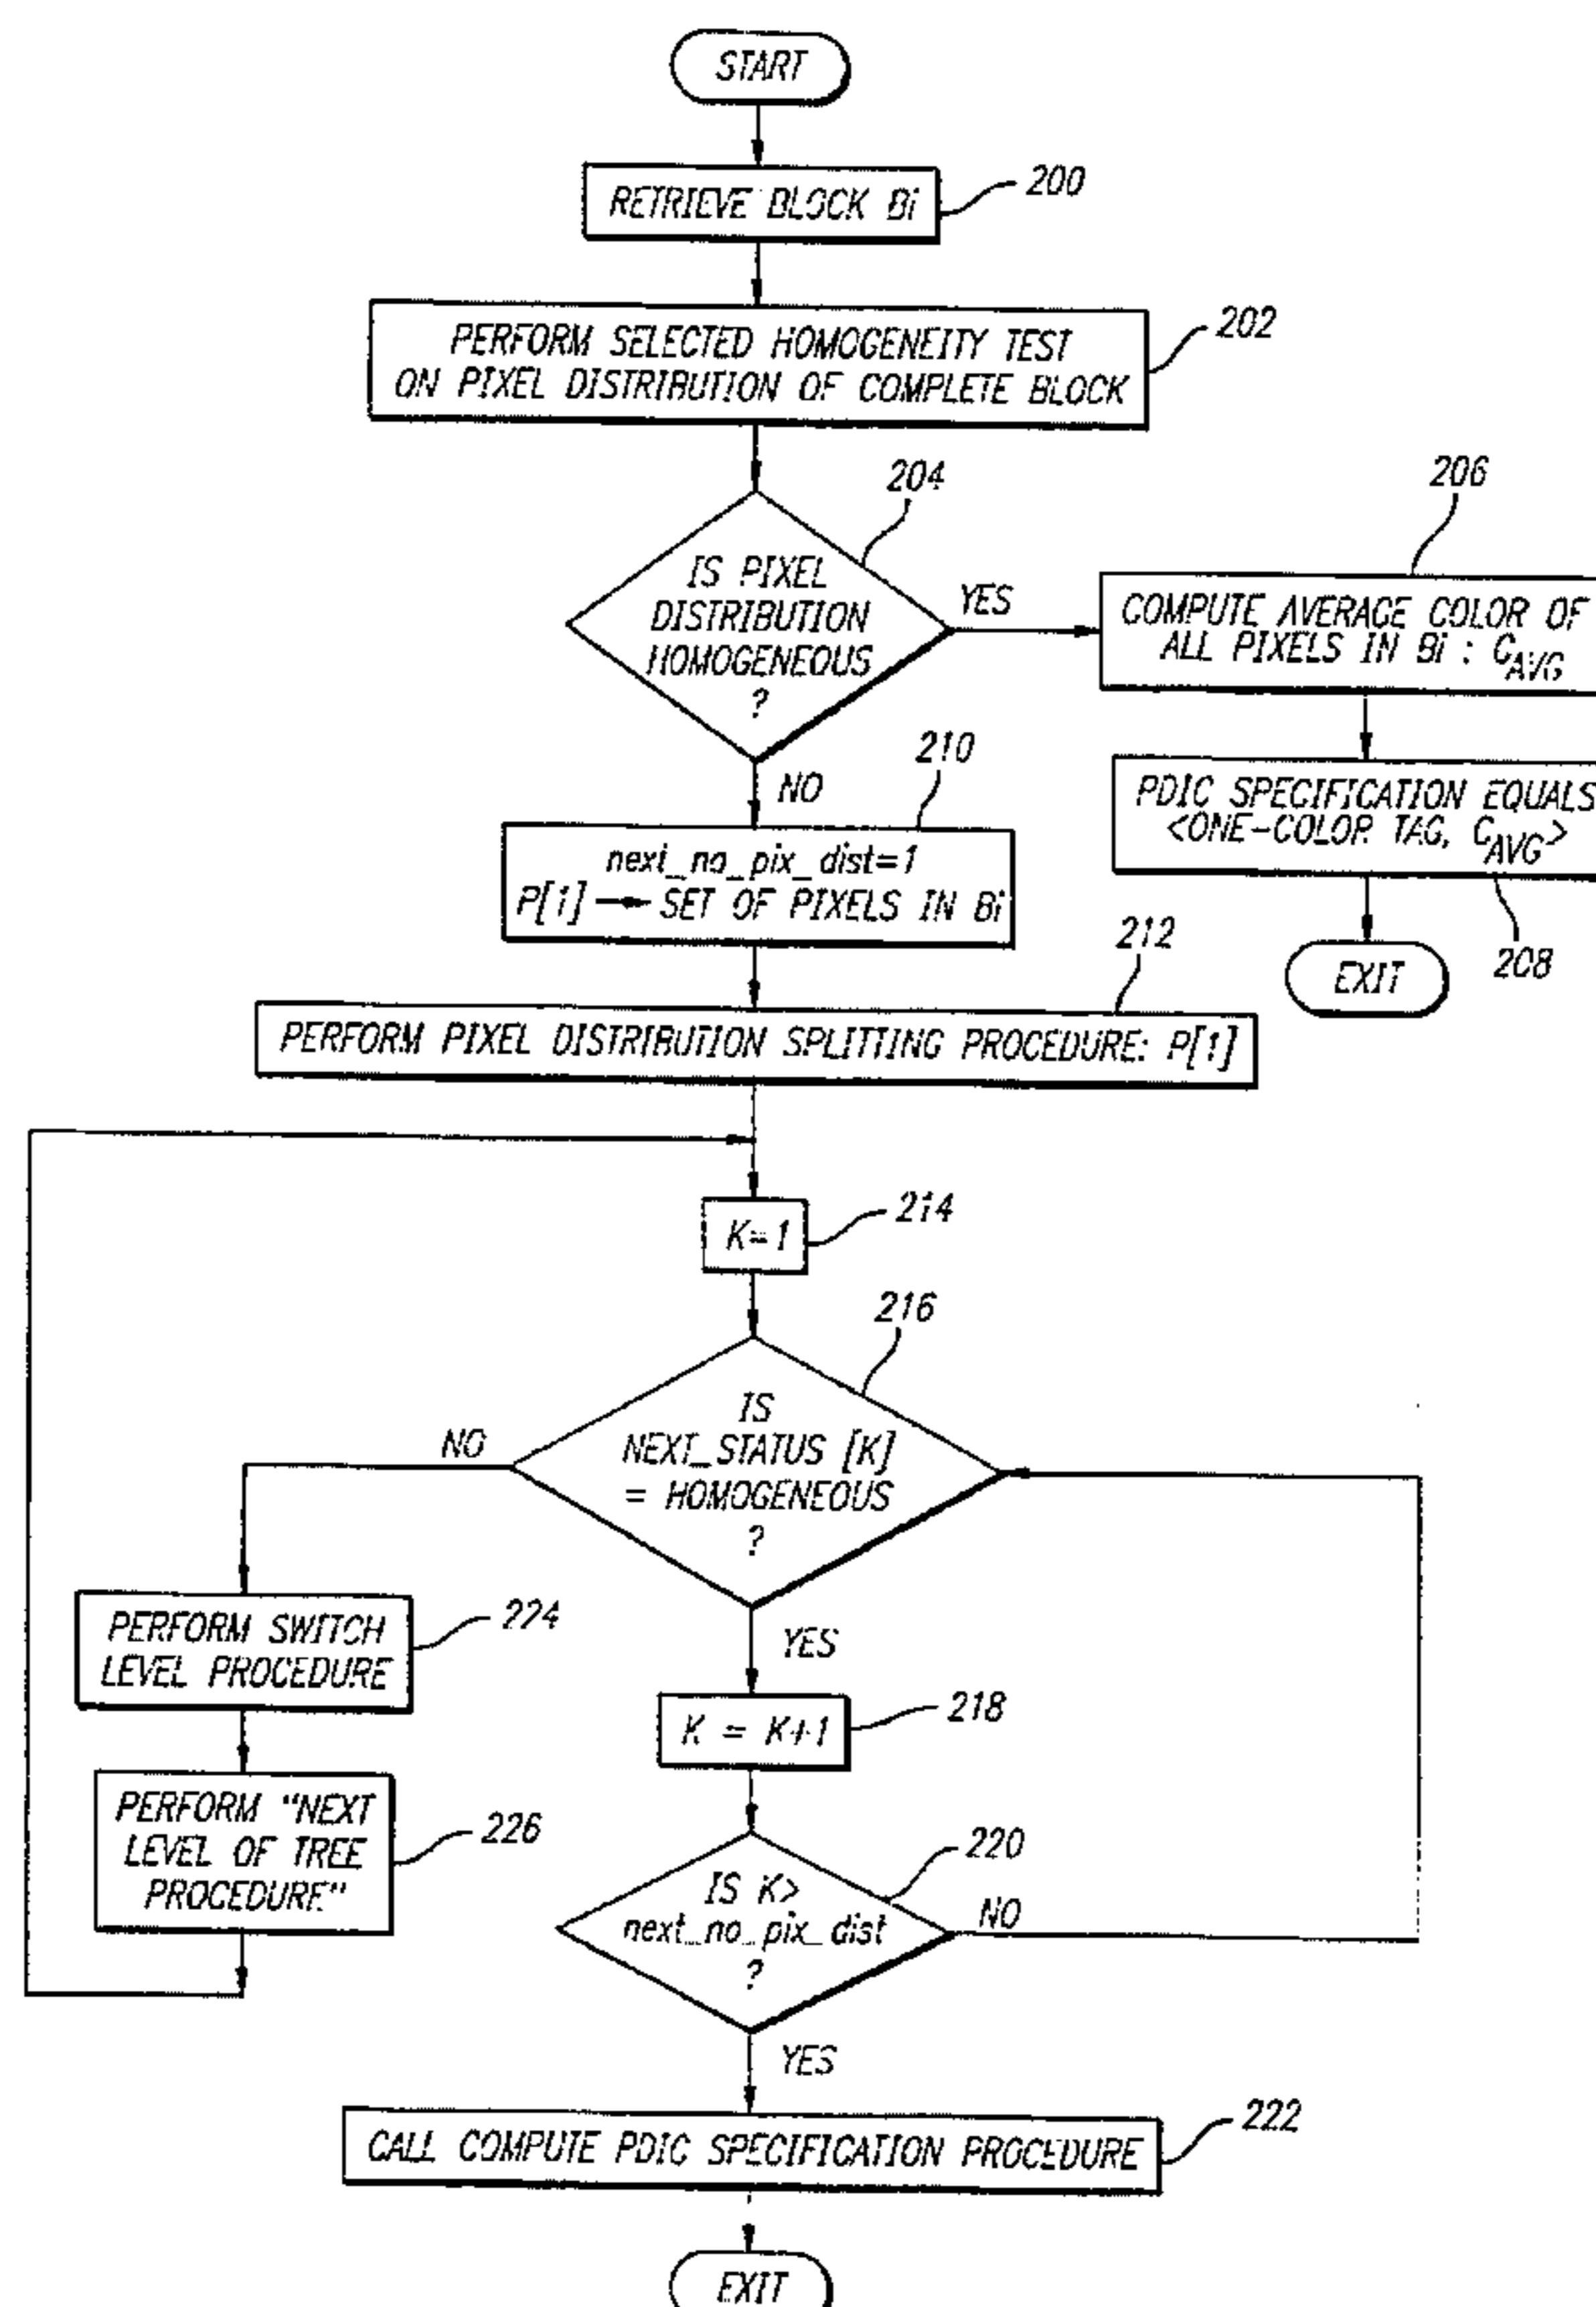 START
RETRIEVE BLOCK Bi
200
PERFORM SELECTED HOMOGENEITY TEST
ON PIXEL DISTRIBUTION OF COMPLETE BLOCK
202
204
IS PIXEL
DISTRIBUTION
HOMOGENEOUS
?
YES
206
COMPUTE AVERAGE COLOR OF
ALL PIXELS IN Bi : CAVG
NO
210
PDIC SPECIFICATION EQUALS
<ONE-COLOR TAG, CAVG>
208
EXIT
next_no_pix_dist=1
P[1] → SET OF PIXELS IN Bi
212
PERFORM PIXEL DISTRIBUTION SPLITTING PROCEDURE: P[1]
K=1
214
216
IS
NEXT_STATUS [K]
= HOMOGENEOUS
?
NO
YES
PERFORM SWITCH
LEVEL PROCEDURE
224
K = K+1
218
PERFORM "NEXT
LEVEL OF TREE
PROCEDURE"
226
IS K>
next_no_pix_dist
?
220
NO
YES
CALL COMPUTE PDIC SPECIFICATION PROCEDURE
222
EXIT